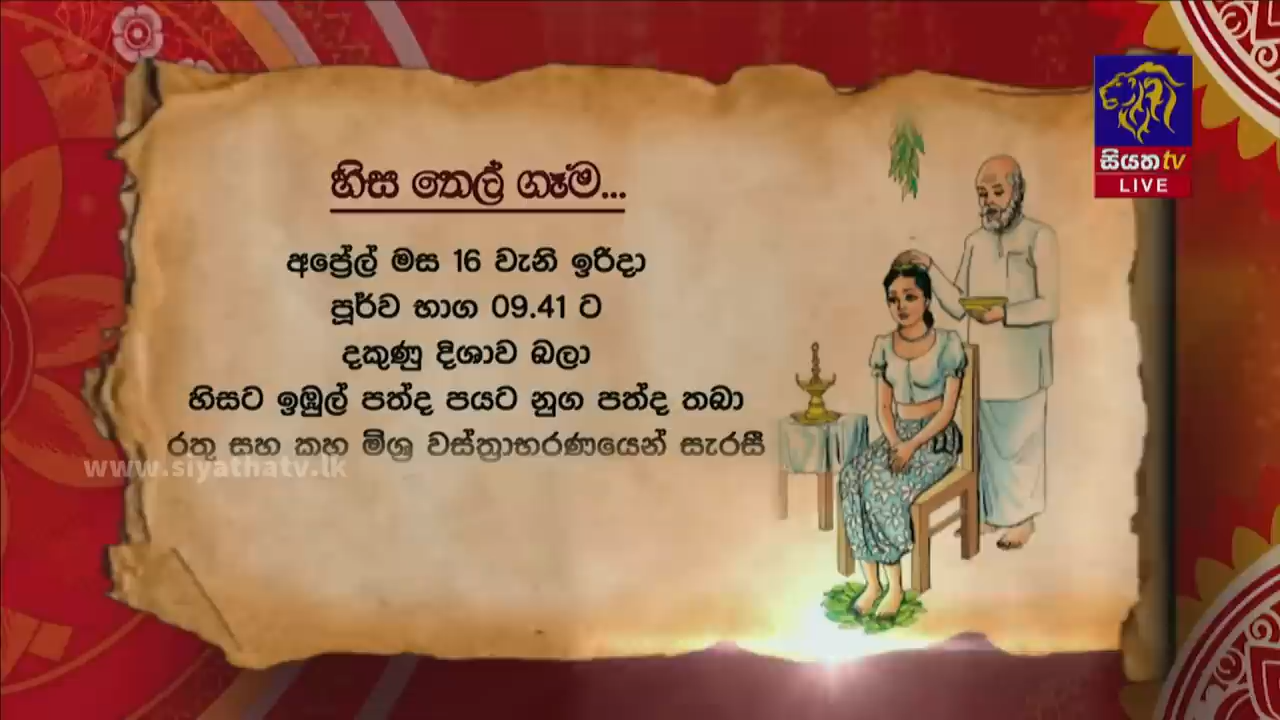 හිස තෙල් ගෑම...
අප්‍රේල් මස 16 වැනි ඉරිදා
පූර්ව භාග 09.41 ට
දකුණු දිශාව බලා
හිසට ඉඹුල් පත්ද පයට නුග පත්ද තබා
රතු සහ කහ මිශ්‍ර වස්ත්‍රාභරණයෙන් සැරසී
www.siyathatv.lk
සියත tv
LIVE